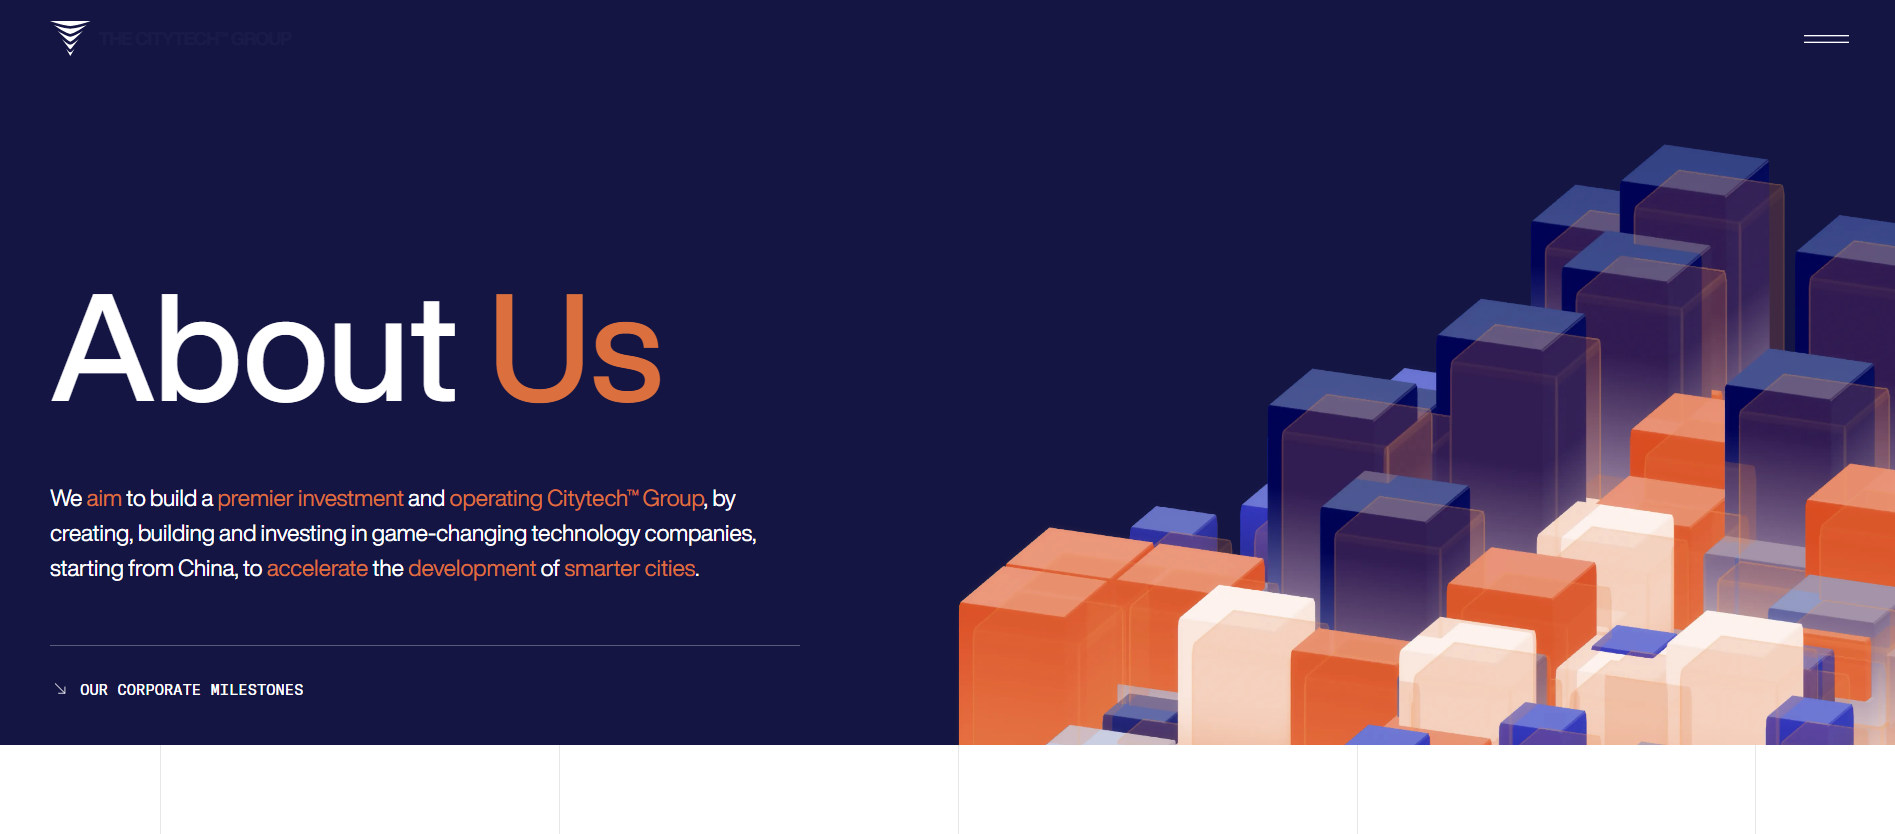 THE CITYTECH™ GROUP
About Us
We aim to build a premier investment and operating Citytech™ Group, by
creating, building and investing in game-changing technology companies,
starting from China, to accelerate the development of smarter cities.
OUR CORPORATE MILESTONES